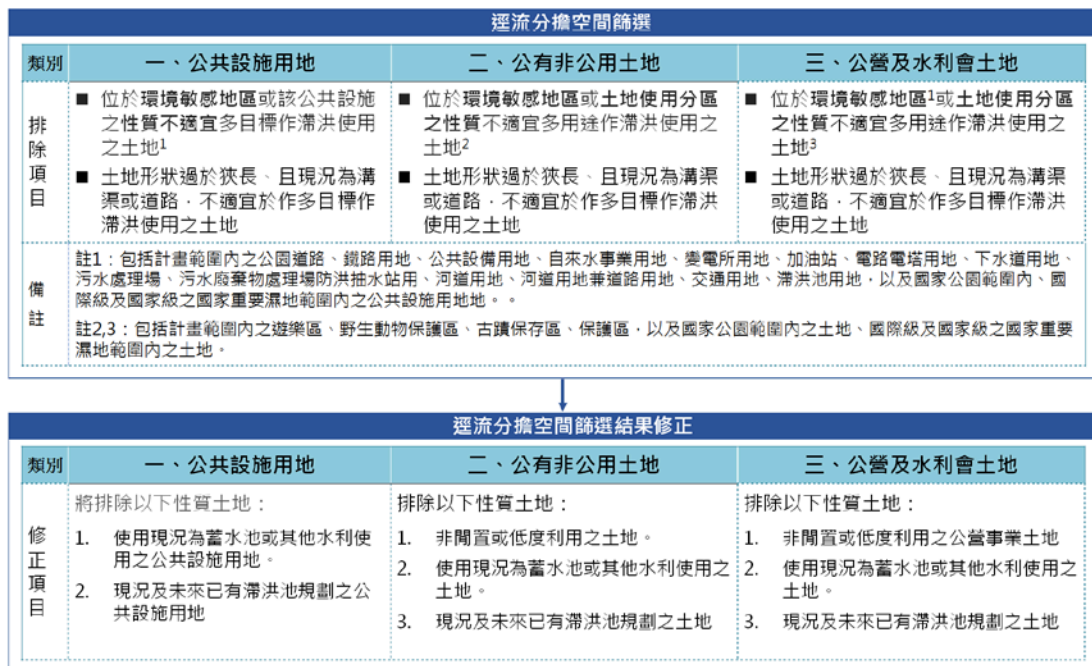 逕流分擔空間篩選
類別
一、公共設施用地
二、公有非公用土地
三、公營及水利會土地
排除項目
■ 位於環境敏感地區或該公共設施
之性質不適宜多目標作滯洪使用
之土地1
■ 土地形狀過於狹長、且現況為溝
渠或道路，不適宜於作多目標作
滯洪使用之土地
■ 位於環境敏感地區或土地使用分區
之性質不適宜多用途作滯洪使用之
土地2
■ 土地形狀過於狹長、且現況為溝渠
或道路，不適宜於作多目標作滯洪
使用之土地
■ 位於環境敏感地區1或土地使用分區
之性質不適宜多用途作滯洪使用之
土地3
■ 土地形狀過於狹長、且現況為溝渠
或道路，不適宜於作多目標作滯洪
使用之土地
備註
註1：包括計畫範圍內之公園道路、鐵路用地、公共設備用地、自來水事業用地、變電所用地、加油站、電路電塔用地、下水道用地、
污水處理場、污水廢棄物處理場防洪抽水站用、河道用地、河道用地兼道路用地、交通用地、滯洪池用地，以及國家公園範圍內、國
際級及國家級之國家重要濕地範圍內之公共設施用地地。。
註2,3：包括計畫範圍內之遊樂區、野生動物保護區、古蹟保存區、保護區，以及國家公園範圍內之土地、國際級及國家級之國家重要
濕地範圍內之土地。
逕流分擔空間篩選結果修正
類別
一、公共設施用地
二、公有非公用土地
三、公營及水利會土地
修正項目
將排除以下性質土地：
1. 使用現況為蓄水池或其他水利使
用之公共設施用地。
2. 現況及未來已有滯洪池規劃之公
共設施用地
排除以下性質土地：
1. 非閒置或低度利用之土地。
2. 使用現況為蓄水池或其他水利使用之
土地。
3. 現況及未來已有滯洪池規劃之土地
排除以下性質土地：
1. 非閒置或低度利用之公營事業土地
2. 使用現況為蓄水池或其他水利使用之
土地。
3. 現況及未來已有滯洪池規劃之土地